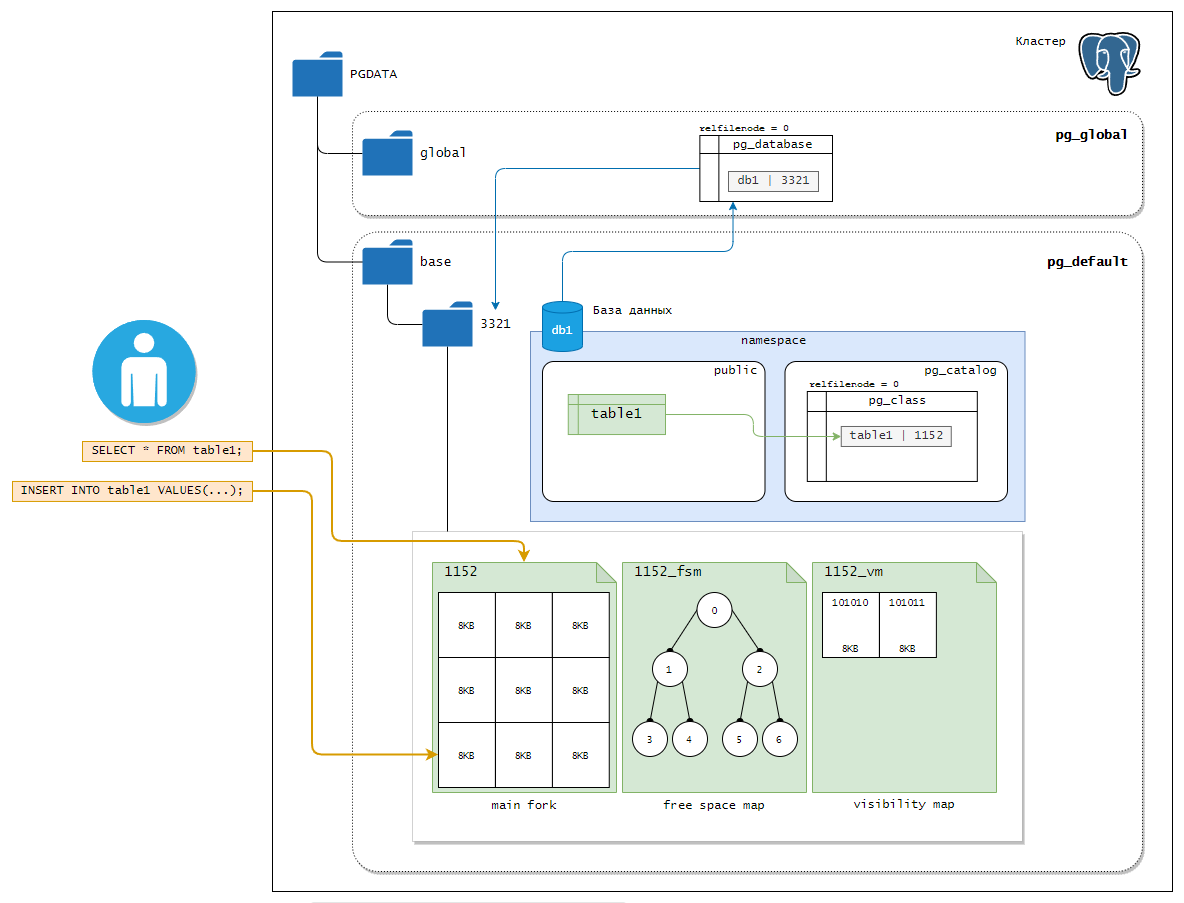 Кластер
PGDATA
pg_global
relfilenode = 0
pg_database
global
db1 | 3321
base
pg_default
3321
База данных
db1
namespace
public
pg_catalog
relfilenode = 0
pg_class
table1
table1 | 1152
SELECT * FROM table1;
INSERT INTO table1 VALUES(...);
1152
8KB 8KB 8KB
8KB 8KB 8KB
8KB 8KB 8KB
main fork
1152_fsm
0
1 2
3 4 5 6
free space map
1152_vm
101010 101011
8KB 8KB
visibility map